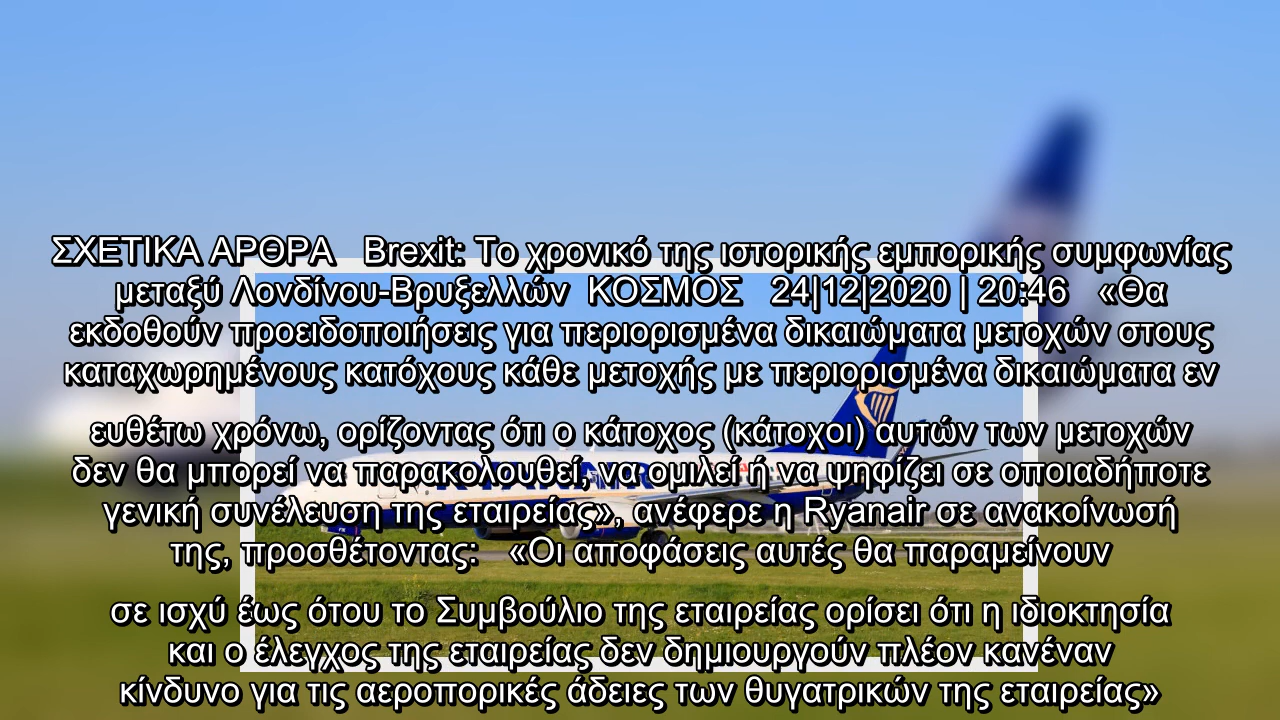 ΣΧΕΤΙΚΑ ΑΡΘΡΑ Brexit: Το χρονικό της ιστορικής εμπορικής συμφωνίας
μεταξύ Λονδίνου-Βρυξελλών ΚΟΣΜΟΣ 24|12|2020 | 20:46 «Θα
εκδοθούν προειδοποιήσεις για περιορισμένα δικαιώματα μετοχών στους
καταχωρημένους κατόχους κάθε μετοχής με περιορισμένα δικαιώματα εν
ευθέτω χρόνω, ορίζοντας ότι ο κάτοχος (κάτοχοι) αυτών των μετοχών
δεν θα μπορεί να παρακολουθεί, να ομιλεί ή να ψηφίζει σε οποιαδήποτε
γενική συνέλευση της εταιρείας», ανέφερε η Ryanair σε ανακοίνωσή
της, προσθέτοντας: «Οι αποφάσεις αυτές θα παραμείνουν
σε ισχύ έως ότου το Συμβούλιο της εταιρείας ορίσει ότι η ιδιοκτησία
και ο έλεγχος της εταιρείας δεν δημιουργούν πλέον κανέναν
κίνδυνο για τις αεροπορικές άδειες των θυγατρικών της εταιρείας»